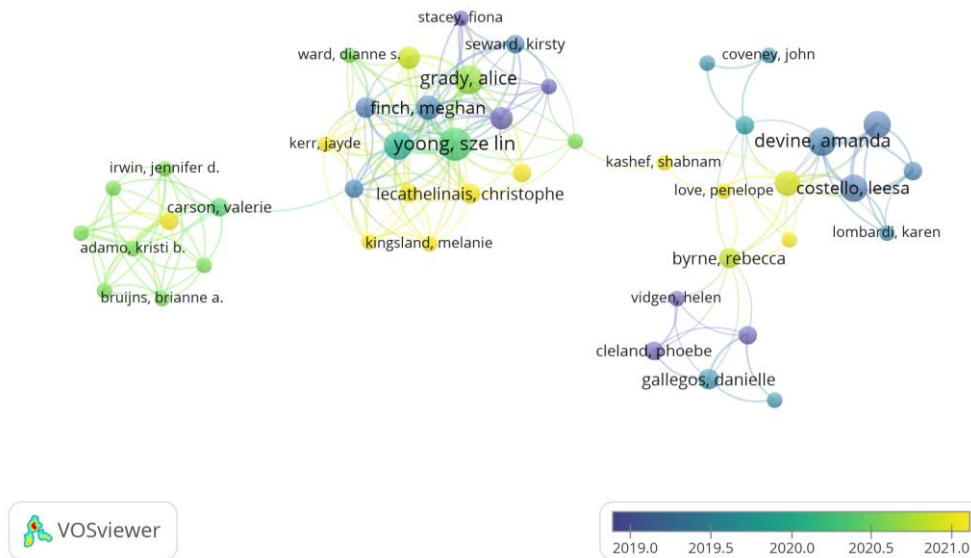 stacey, fiona
seward, kirsty
ward, dianne s.
grady, alice
finch, meghan
kerr, jayde
yoong, sze lin
lecathelinais, christophe
kingsland, melanie
irwin, jennifer d.
carson, valerie
adamo, kristi b.
bruijns, brianne a.
coveney, john
devine, amanda
kashef, shabnam
love, penelope
costello, leesa
lombardi, karen
byrne, rebecca
vidgen, helen
cleland, phoebe
gallegos, danielle
VOSviewer
2019.0 2019.5 2020.0 2020.5 2021.0